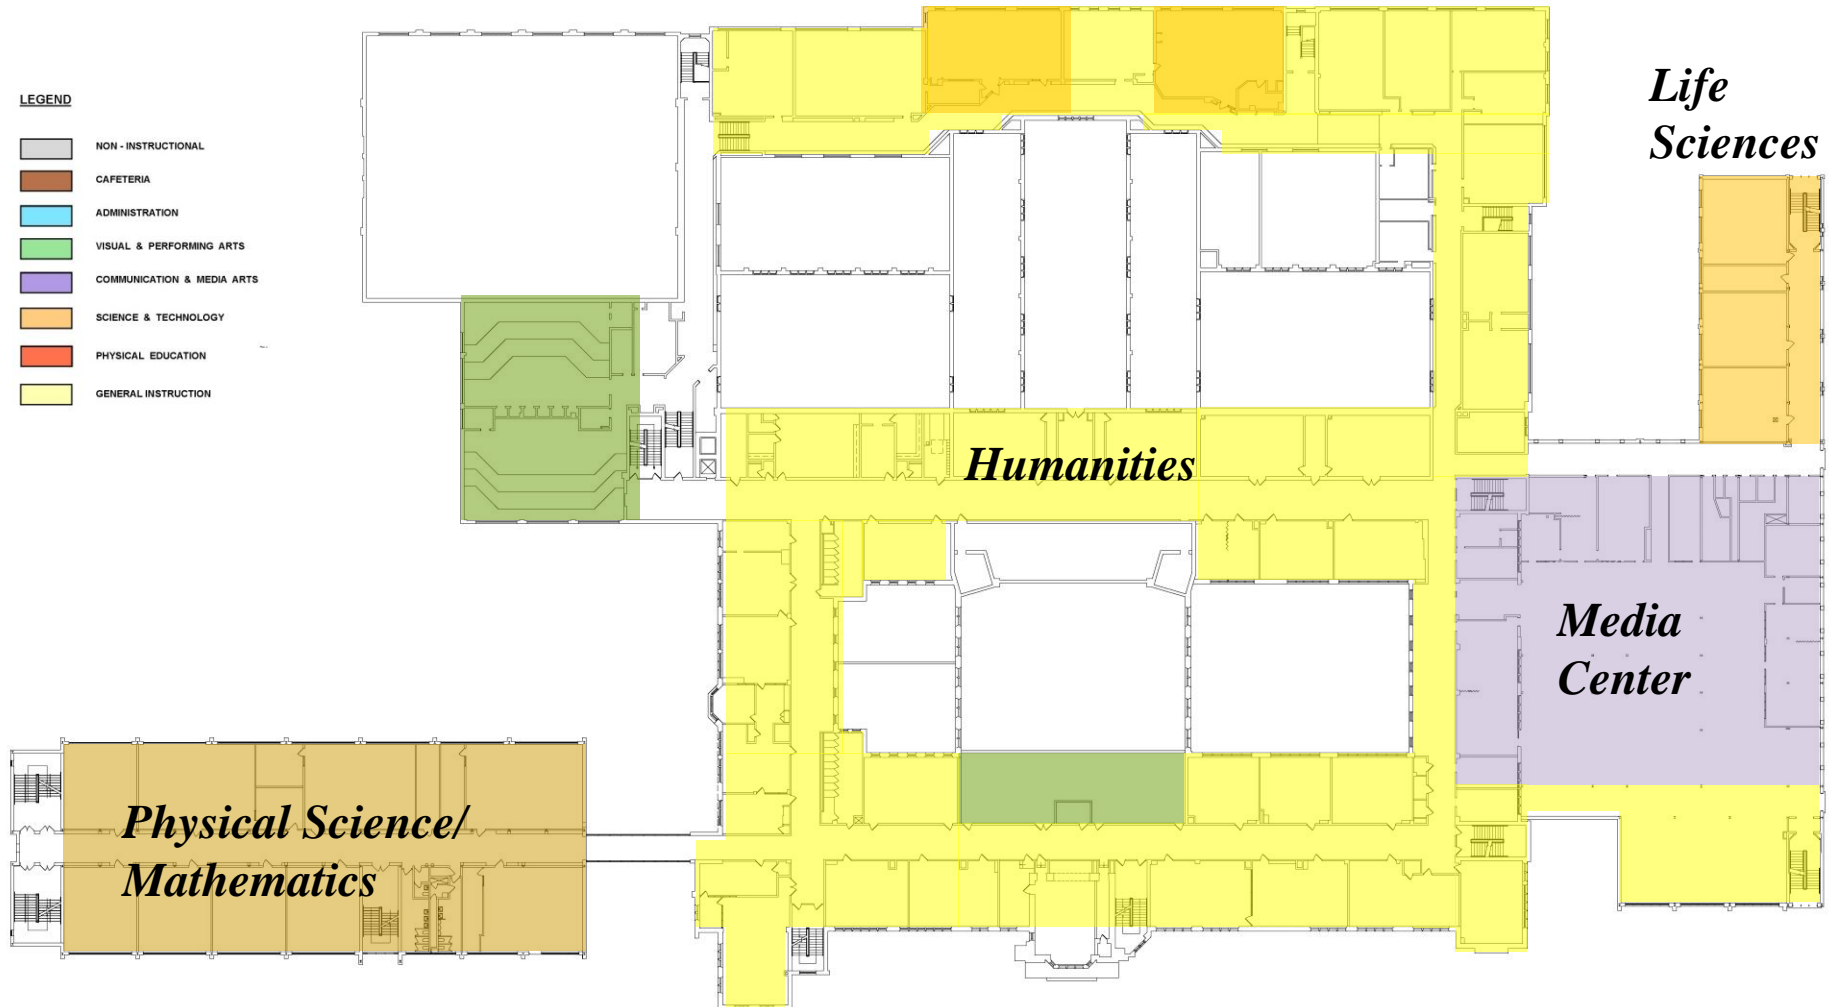 LEGEND
NON - INSTRUCTIONAL
CAFETERIA
ADMINISTRATION
VISUAL & PERFORMING ARTS
COMMUNICATION & MEDIA ARTS
SCIENCE & TECHNOLOGY
PHYSICAL EDUCATION
GENERAL INSTRUCTION
Life
Sciences
Humanities
Media
Center
Physical Science/
Mathematics